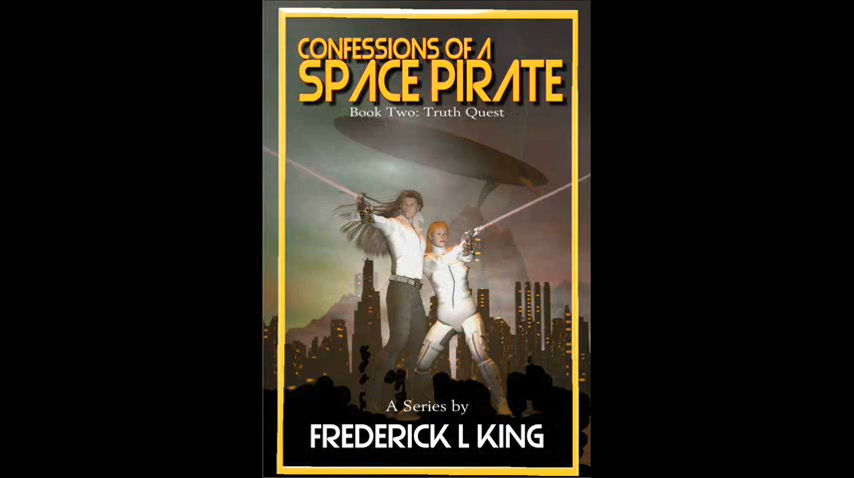 CONFESSIONS OF A
SPACE PIRATE
Book Two: Truth Quest
A Series by
FREDERICK L KING